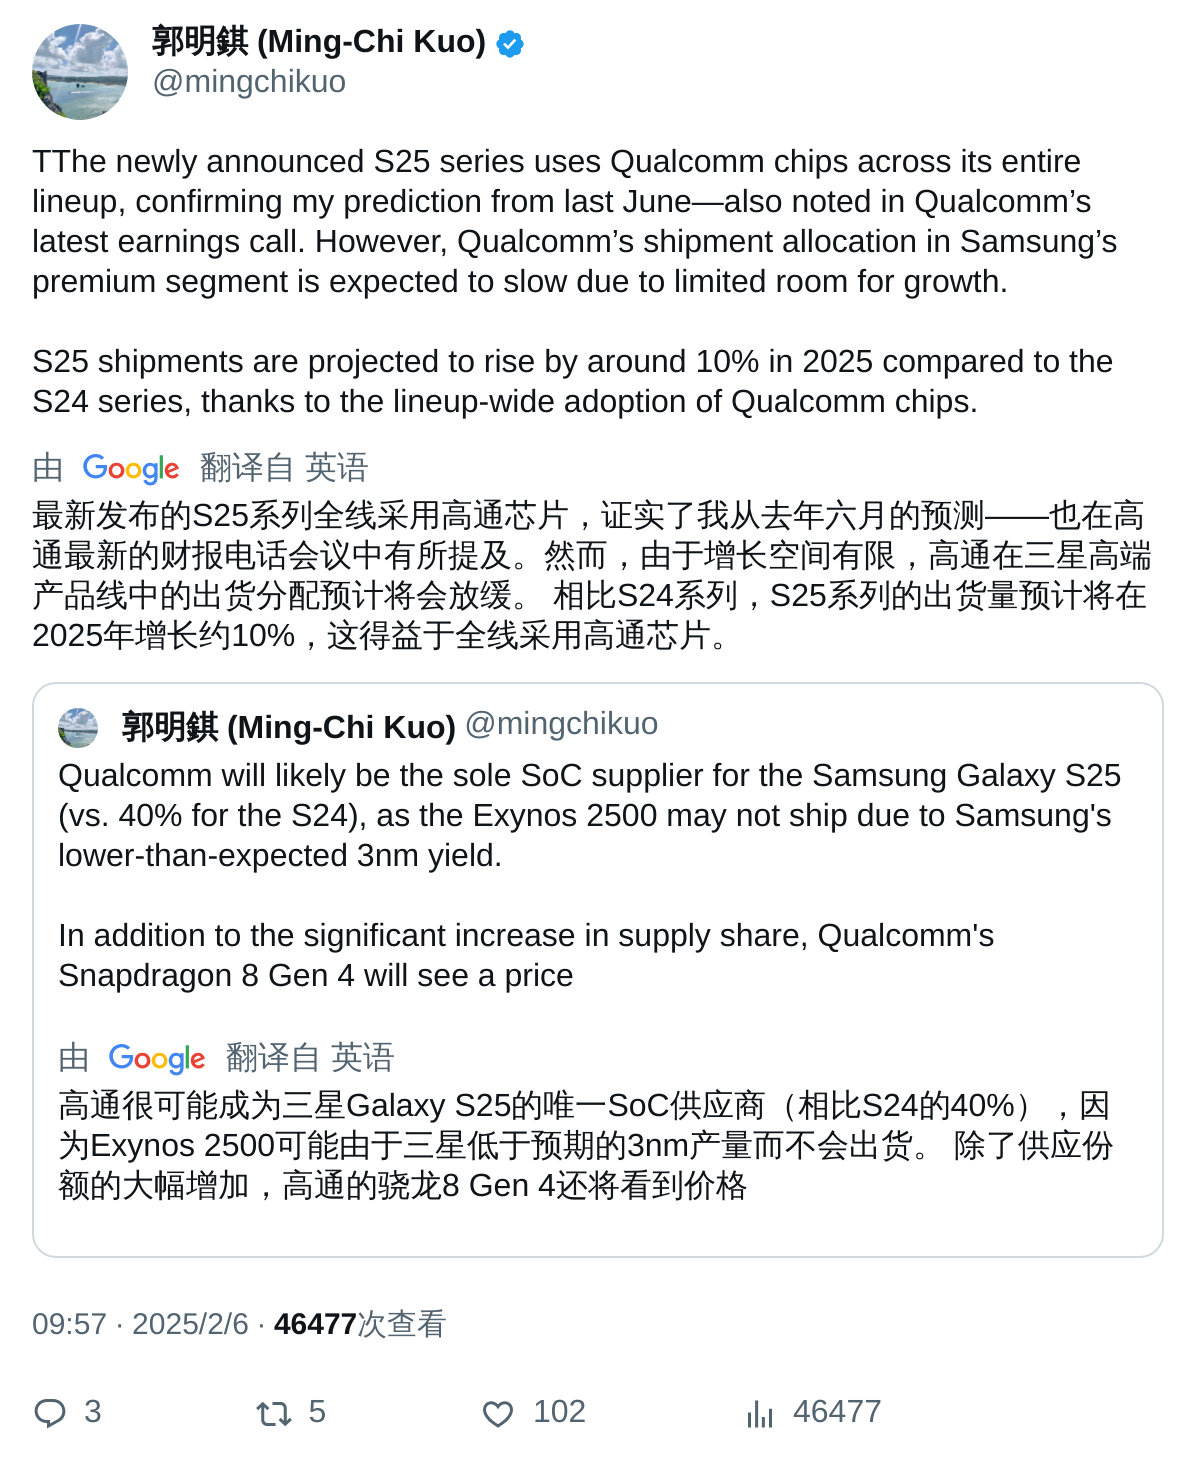 郭明錤 (Ming-Chi Kuo)
@mingchikuo
TThe newly announced S25 series uses Qualcomm chips across its entire
lineup, confirming my prediction from last June—also noted in Qualcomm’s
latest earnings call. However, Qualcomm’s shipment allocation in Samsung’s
premium segment is expected to slow due to limited room for growth.
S25 shipments are projected to rise by around 10% in 2025 compared to the
S24 series, thanks to the lineup-wide adoption of Qualcomm chips.
由 Google 翻译自 英语
最新发布的S25系列全线采用高通芯片，证实了我从去年六月的预测——也在高
通最新的财报电话会议中有所提及。然而，由于增长空间有限，高通在三星高端
产品线中的出货分配预计将会放缓。 相比S24系列，S25系列的出货量预计将在
2025年增长约10%，这得益于全线采用高通芯片。
郭明錤 (Ming-Chi Kuo) @mingchikuo
Qualcomm will likely be the sole SoC supplier for the Samsung Galaxy S25
(vs. 40% for the S24), as the Exynos 2500 may not ship due to Samsung's
lower-than-expected 3nm yield.
In addition to the significant increase in supply share, Qualcomm's
Snapdragon 8 Gen 4 will see a price
由 Google 翻译自 英语
高通很可能成为三星Galaxy S25的唯一SoC供应商（相比S24的40%），因
为Exynos 2500可能由于三星低于预期的3nm产量而不会出货。 除了供应份
额的大幅增加，高通的骁龙8 Gen 4还将看到价格
09:57 · 2025/2/6 · 46477次查看
3 5 102 46477